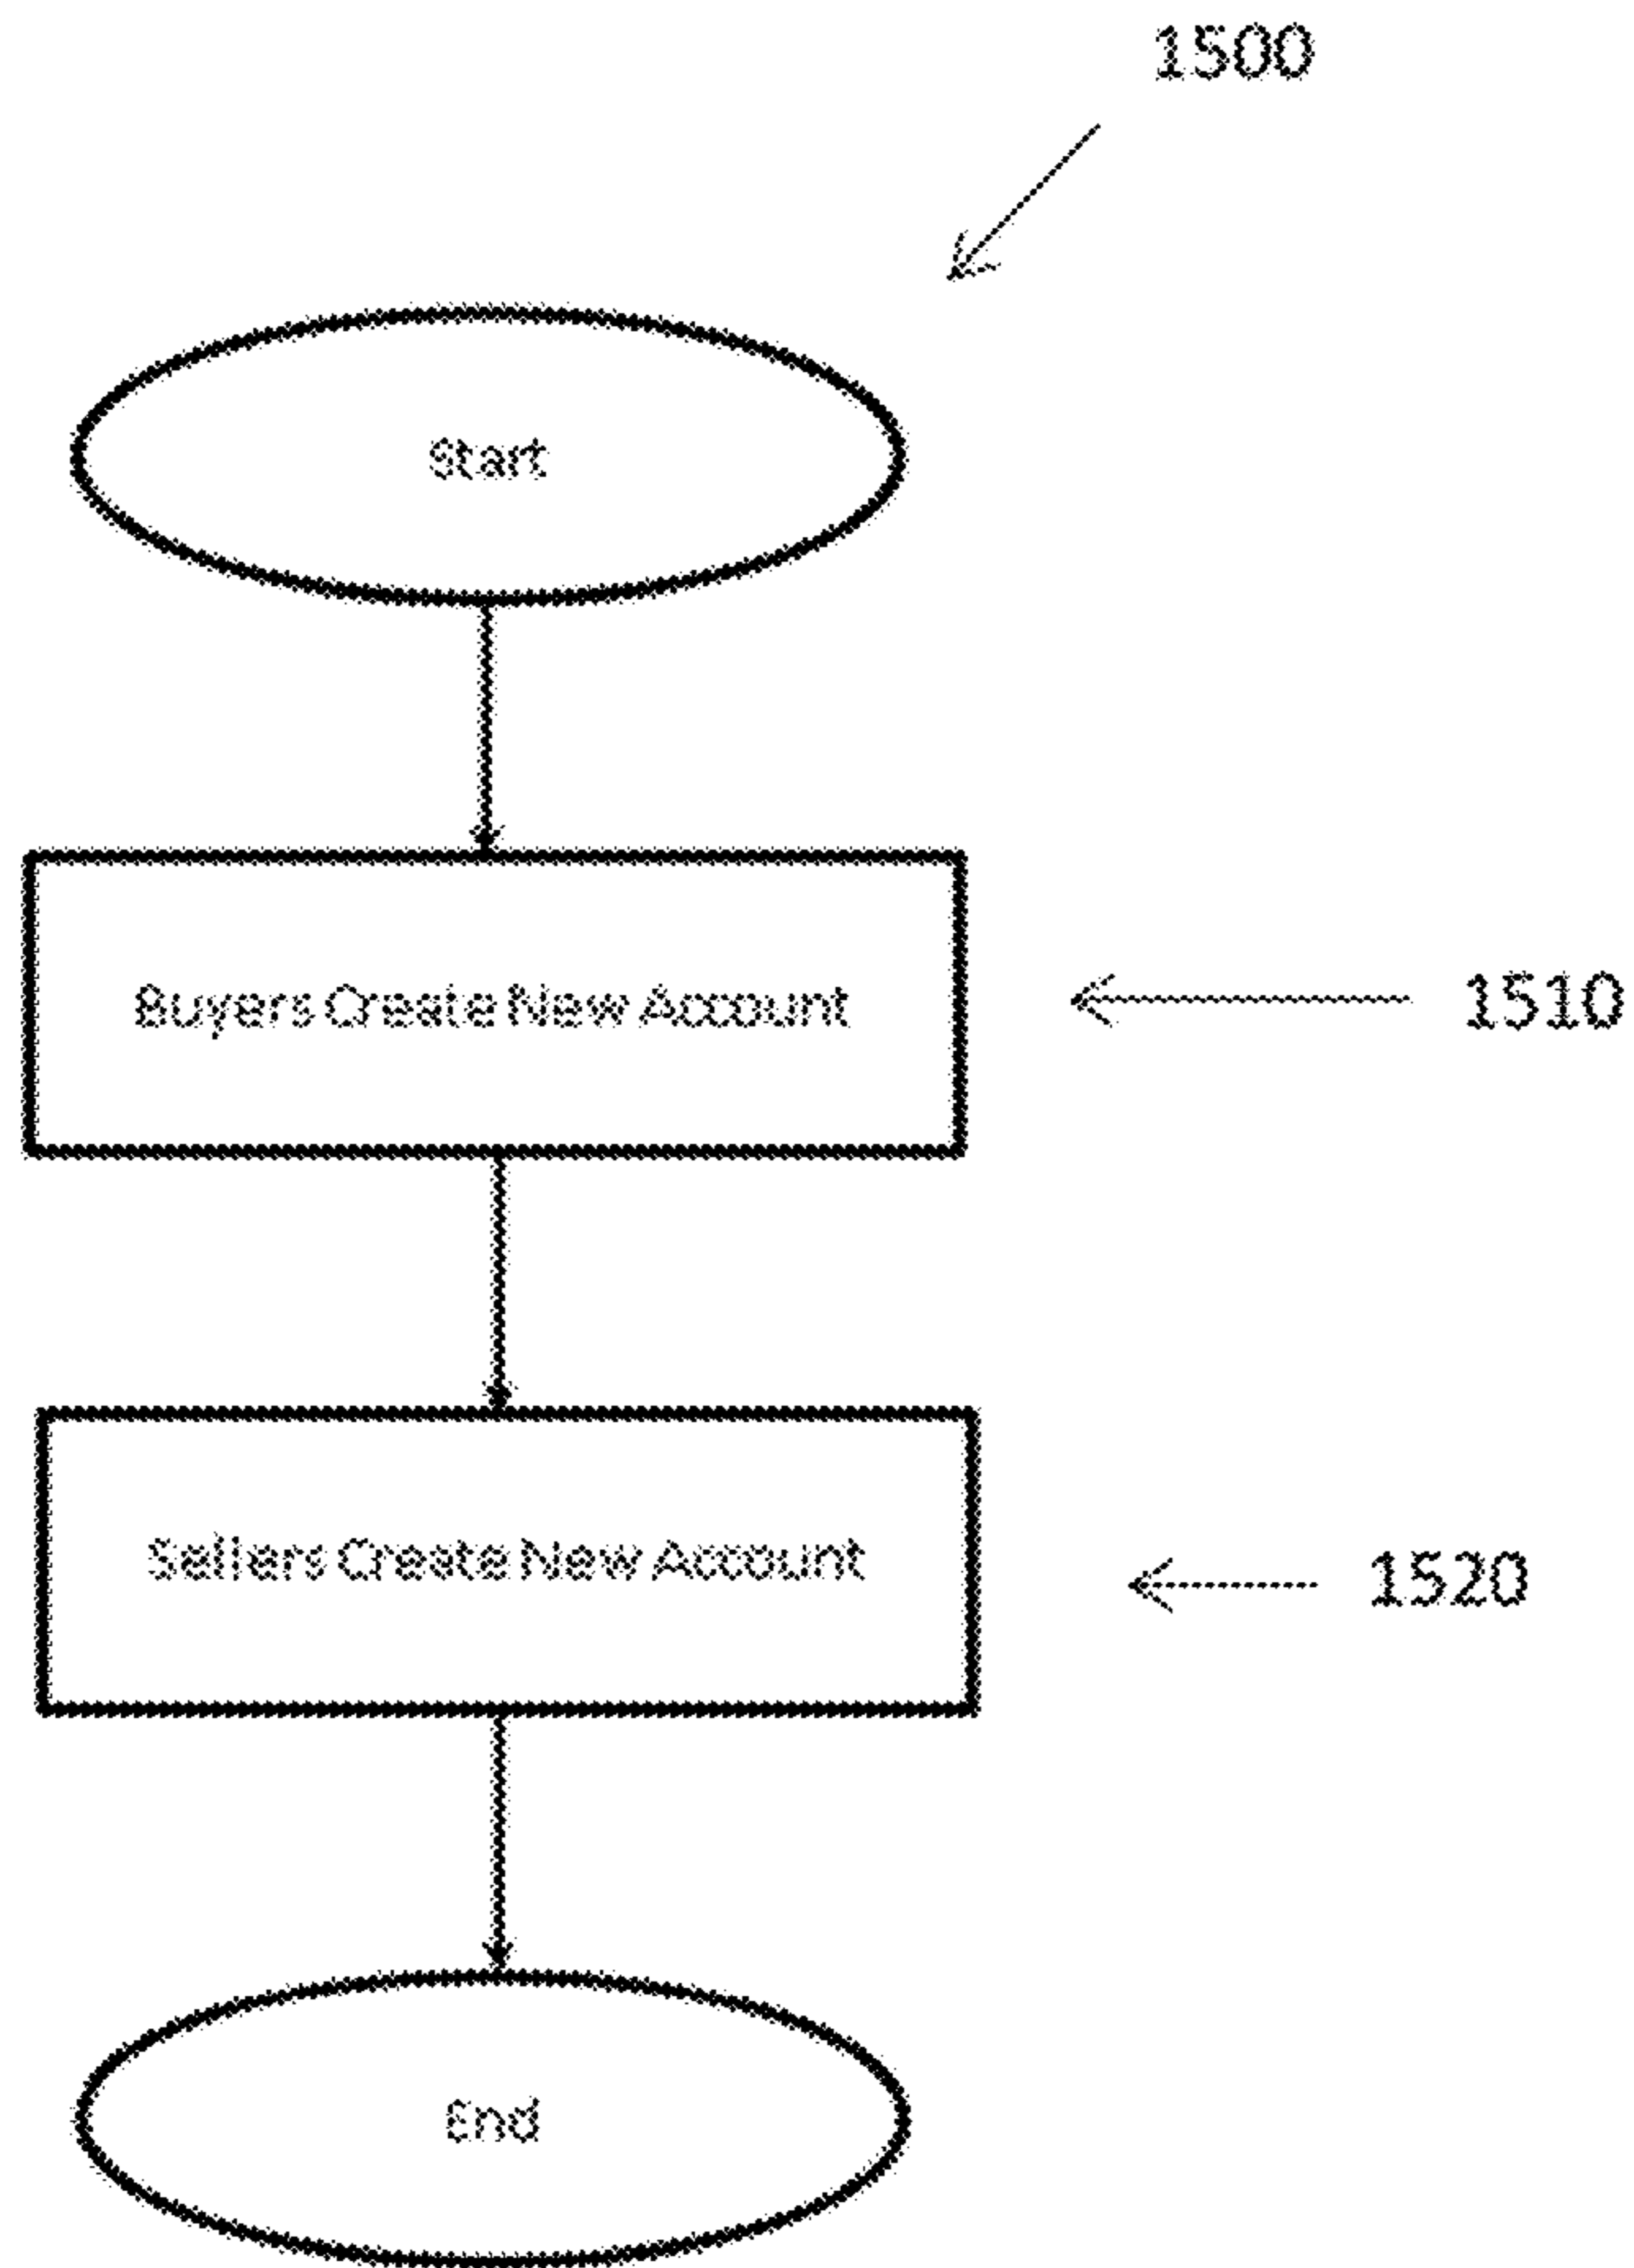 1500
Start
Buyers Create New Account
1510
Sellers Create New Account
1520
End